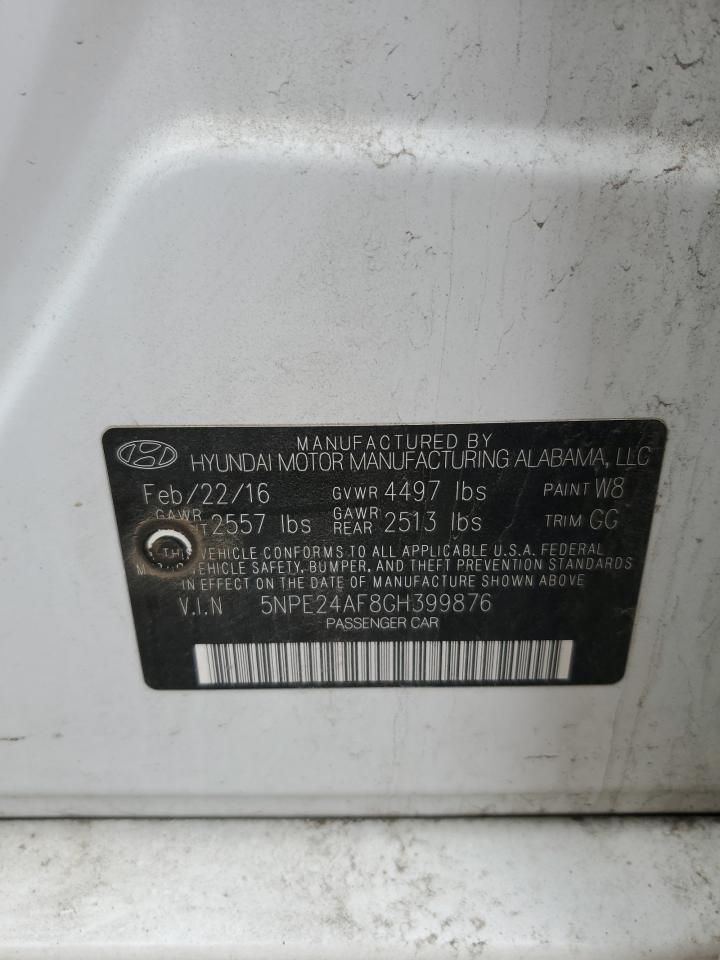 MANUFACTURED BY
HYUNDAI MOTOR MANUFACTURING ALABAMA, LLC
Feb/22/16 GVWR 4497 lbs PAINT W8
GAWR 2557 lbs GAWR REAR 2513 lbs TRIM GG
THIS VEHICLE CONFORMS TO ALL APPLICABLE U.S.A. FEDERAL
VEHICLE SAFETY, BUMPER, AND THEFT PREVENTION STANDARDS
IN EFFECT ON THE DATE OF MANUFACTURE SHOWN ABOVE
V.I.N 5NPE24AF8GH399876
PASSENGER CAR